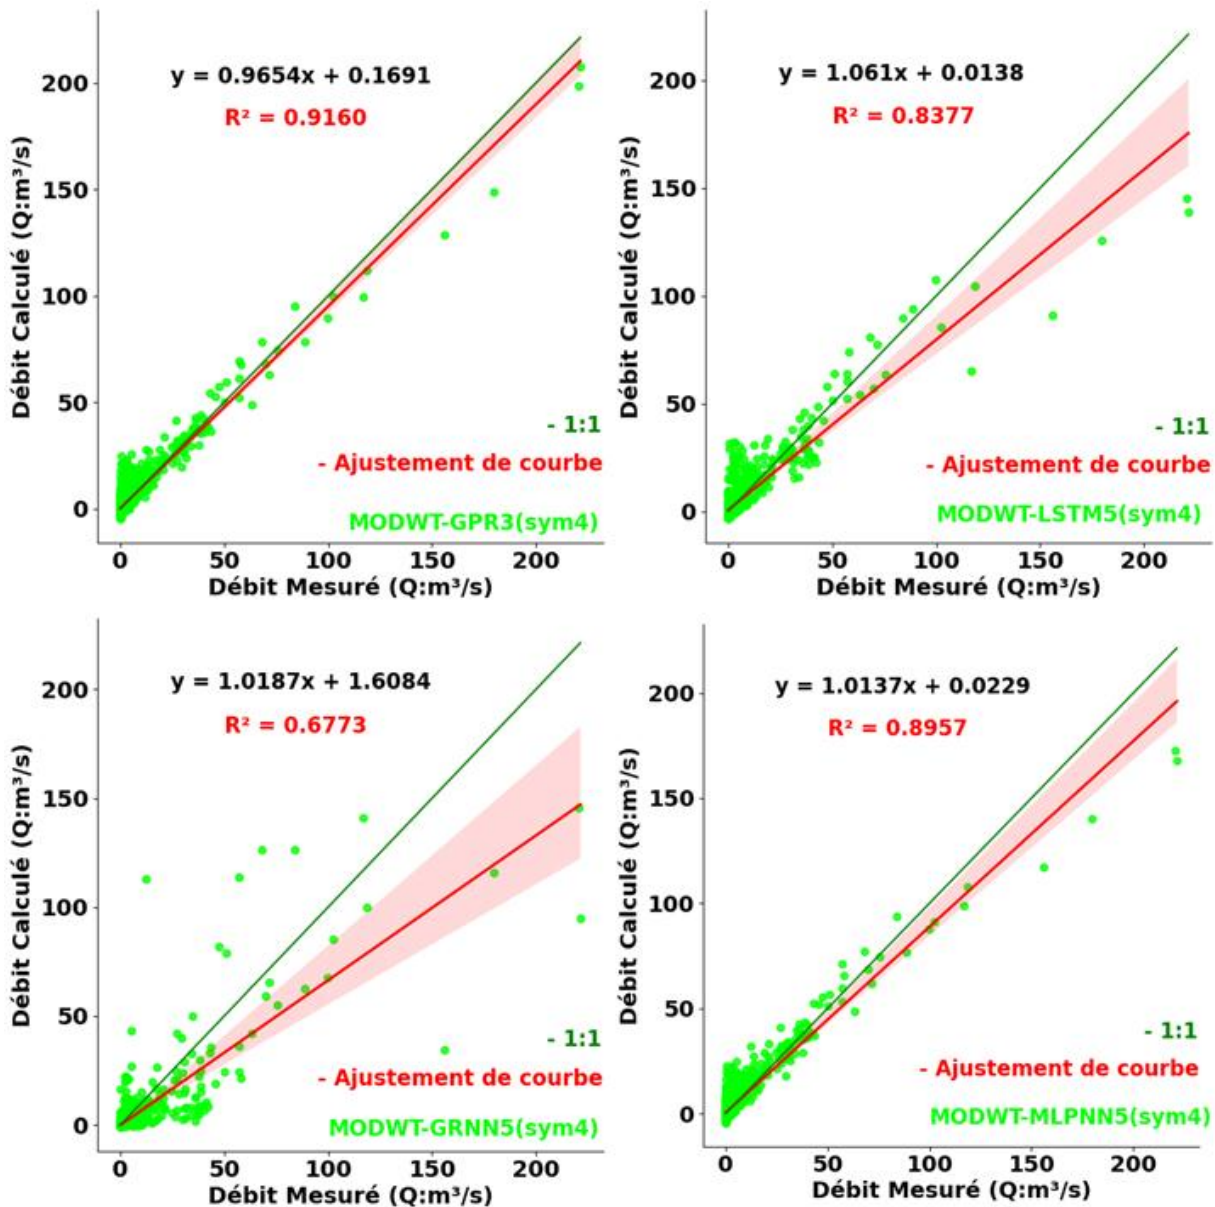 y = 0.9654x + 0.1691
R² = 0.9160
Débit Calculé (Q:m³/s)
200
150
100
50
0
- 1:1
- Ajustement de courbe
MODWT-GPR3(sym4)
0 50 100 150 200
Débit Mesuré (Q:m³/s)
y = 1.061x + 0.0138
R² = 0.8377
Débit Calculé (Q:m³/s)
200
150
100
50
0
- 1:1
- Ajustement de courbe
MODWT-LSTM5(sym4)
0 50 100 150 200
Débit Mesuré (Q:m³/s)
y = 1.0187x + 1.6084
R² = 0.6773
Débit Calculé (Q:m³/s)
200
150
100
50
0
- 1:1
- Ajustement de courbe
MODWT-GRNN5(sym4)
0 50 100 150 200
Débit Mesuré (Q:m³/s)
y = 1.0137x + 0.0229
R² = 0.8957
Débit Calculé (Q:m³/s)
200
150
100
50
0
- 1:1
- Ajustement de courbe
MODWT-MLPNN5(sym4)
0 50 100 150 200
Débit Mesuré (Q:m³/s)